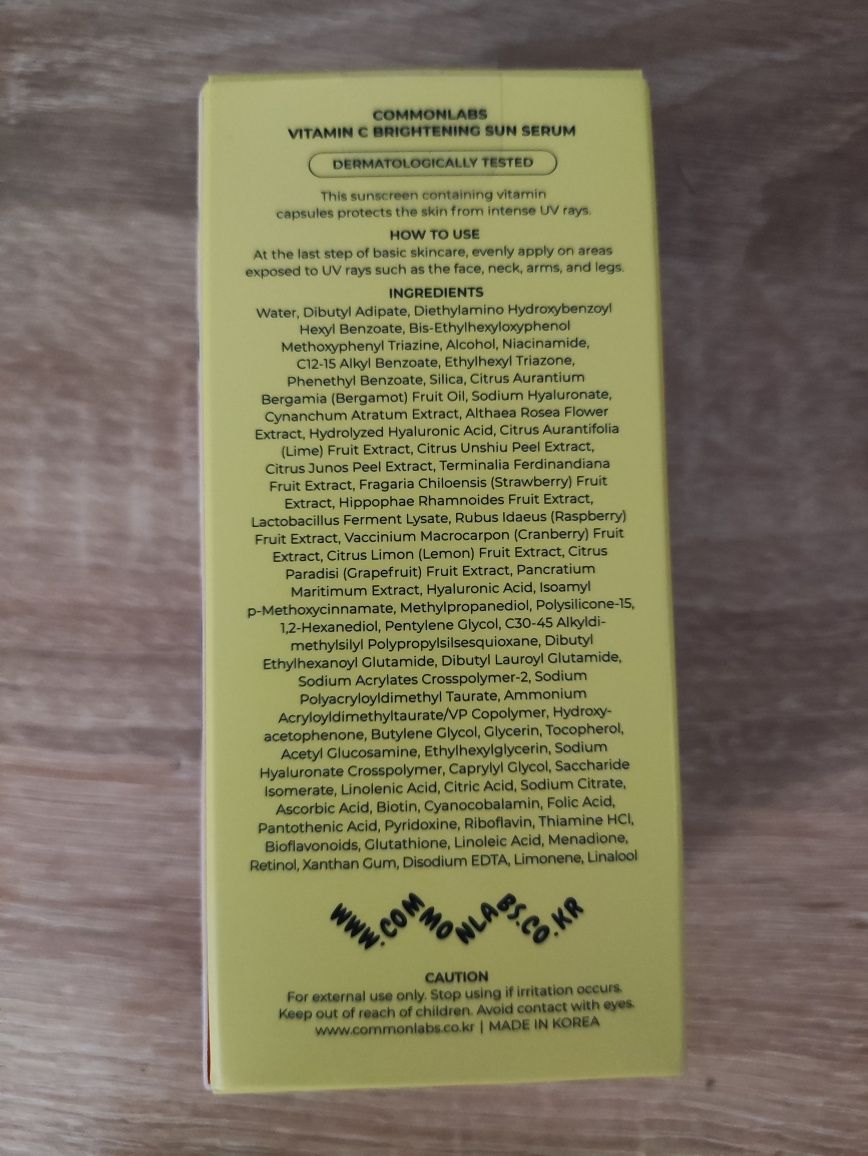 COMMONLABS
VITAMIN C BRIGHTENING SUN SERUM
DERMATOLOGICALLY TESTED
This sunscreen containing vitamin
capsules protects the skin from intense UV rays.
HOW TO USE
At the last step of basic skincare, evenly apply on areas
exposed to UV rays such as the face, neck, arms, and legs.
INGREDIENTS
Water, Dibutyl Adipate, Diethylamino Hydroxybenzoyl
Hexyl Benzoate, Bis-Ethylhexyloxyphenol
Methoxyphenyl Triazine, Alcohol, Niacinamide,
C12-15 Alkyl Benzoate, Ethylhexyl Triazone,
Phenethyl Benzoate, Silica, Citrus Aurantium
Bergamia (Bergamot) Fruit Oil, Sodium Hyaluronate,
Cynanchum Atratum Extract, Althaea Rosea Flower
Extract, Hydrolyzed Hyaluronic Acid, Citrus Aurantifolia
(Lime) Fruit Extract, Citrus Unshiu Peel Extract,
Citrus Junos Peel Extract, Terminalia Ferdinandiana
Fruit Extract, Fragaria Chiloensis (Strawberry) Fruit
Extract, Hippophae Rhamnoides Fruit Extract,
Lactobacillus Ferment Lysate, Rubus Idaeus (Raspberry)
Fruit Extract, Vaccinium Macrocarpon (Cranberry) Fruit
Extract, Citrus Limon (Lemon) Fruit Extract, Citrus
Paradisi (Grapefruit) Fruit Extract, Pancratium
Maritimum Extract, Hyaluronic Acid, Isoamyl
p-Methoxycinnamate, Methylpropanediol, Polysilicone-15,
1,2-Hexanediol, Pentylene Glycol, C30-45 Alkyldi-
methylsilyl Polypropylsilsesquioxane, Dibutyl
Ethylhexanoyl Glutamide, Dibutyl Lauroyl Glutamide,
Sodium Acrylates Crosspolymer-2, Sodium
Polyacryloyldimethyl Taurate, Ammonium
Acryloyldimethyltaurate/VP Copolymer, Hydroxy-
acetophenone, Butylene Glycol, Glycerin, Tocopherol,
Acetyl Glucosamine, Ethylhexylglycerin, Sodium
Hyaluronate Crosspolymer, Caprylyl Glycol, Saccharide
Isomerate, Linolenic Acid, Citric Acid, Sodium Citrate,
Ascorbic Acid, Biotin, Cyanocobalamin, Folic Acid,
Pantothenic Acid, Pyridoxine, Riboflavin, Thiamine HCl,
Bioflavonoids, Glutathione, Linoleic Acid, Menadione,
Retinol, Xanthan Gum, Disodium EDTA, Limonene, Linalool
WWW.COMMONLABS.CO.KR
CAUTION
For external use only. Stop using if irritation occurs.
Keep out of reach of children. Avoid contact with eyes.
www.commonlabs.co.kr | MADE IN KOREA